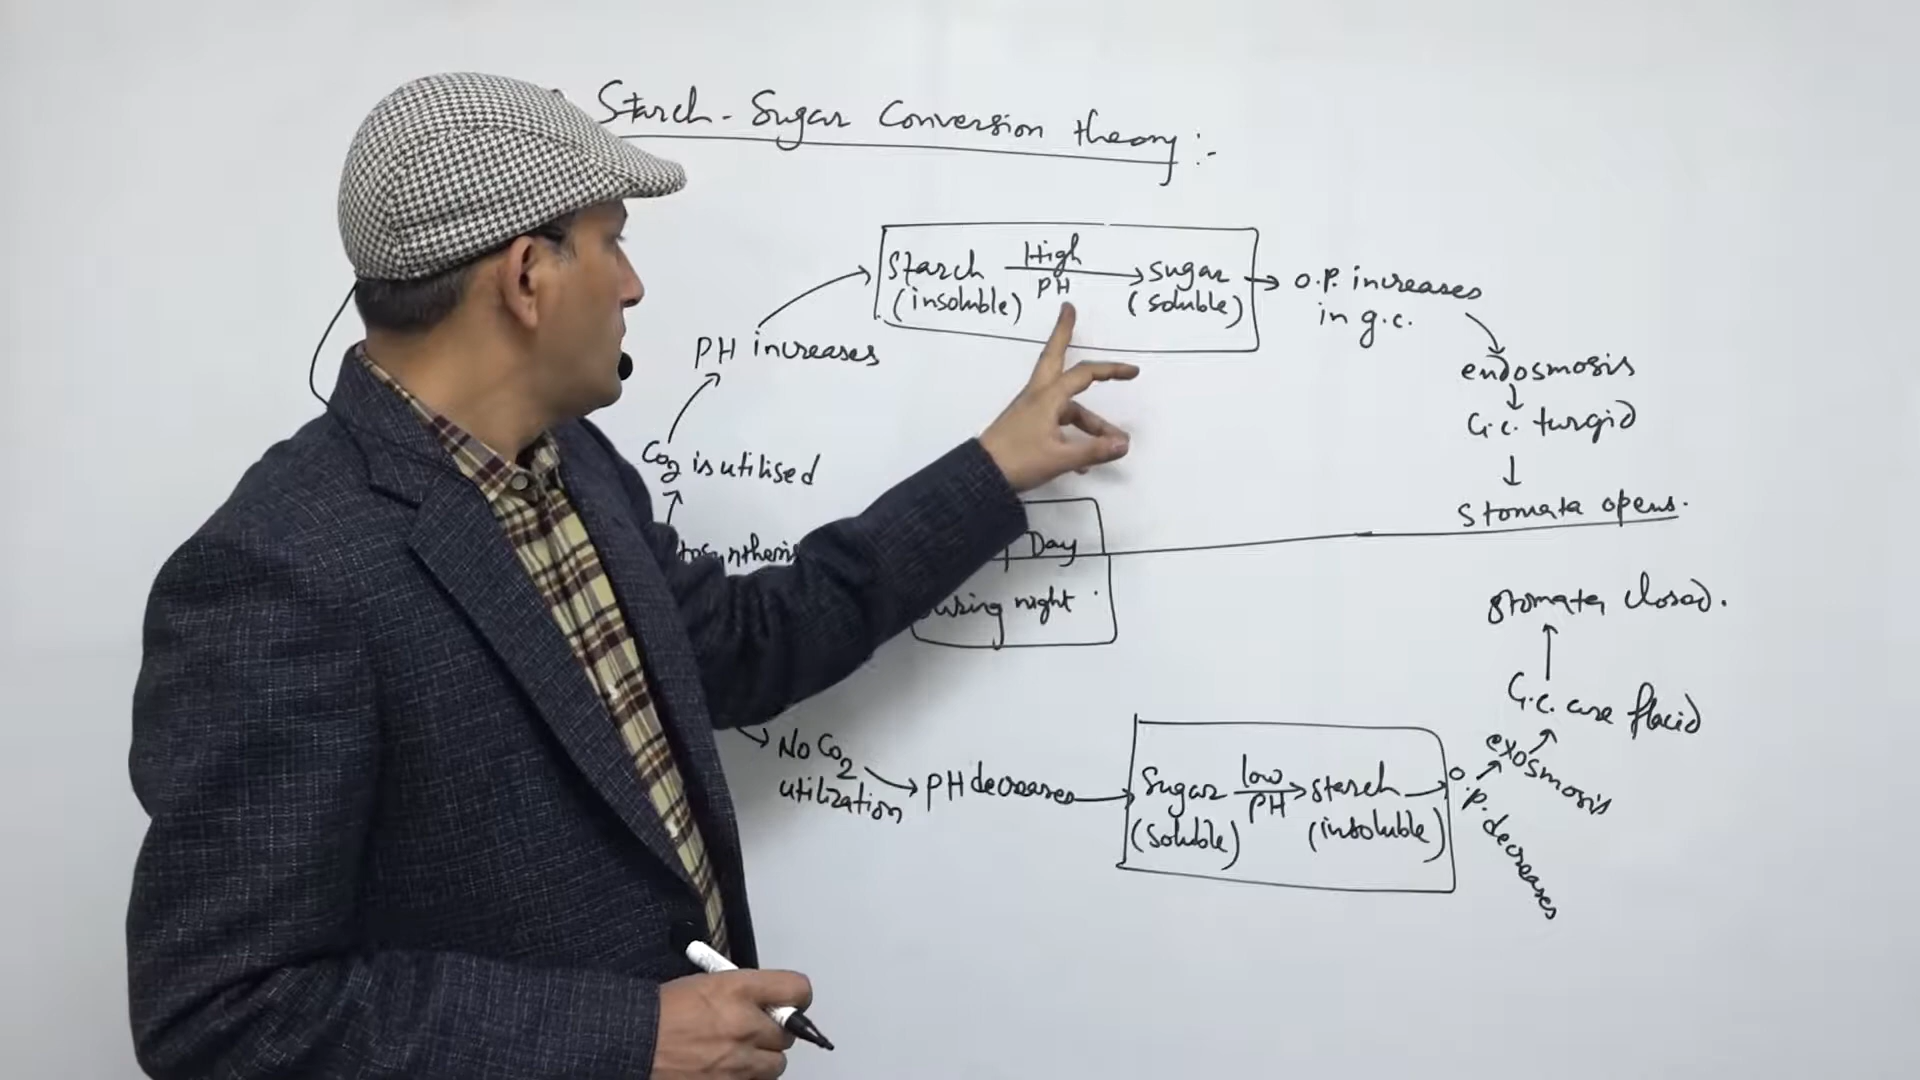 Starch - Sugar Conversion theory :-
Starch High PH sugar
(insoluble) (soluble)
O.P. increases
in g.c.
endosmosis
G.c. turgid
Stomata opens.
PH increases
Co2 is utilised
tosynthesis
Day
during night
stomata closed.
G.c. are flacid
exosmosis
O.P. decreases
No Co2
utilization
PH decreases
Sugar low PH starch
(soluble) (insoluble)